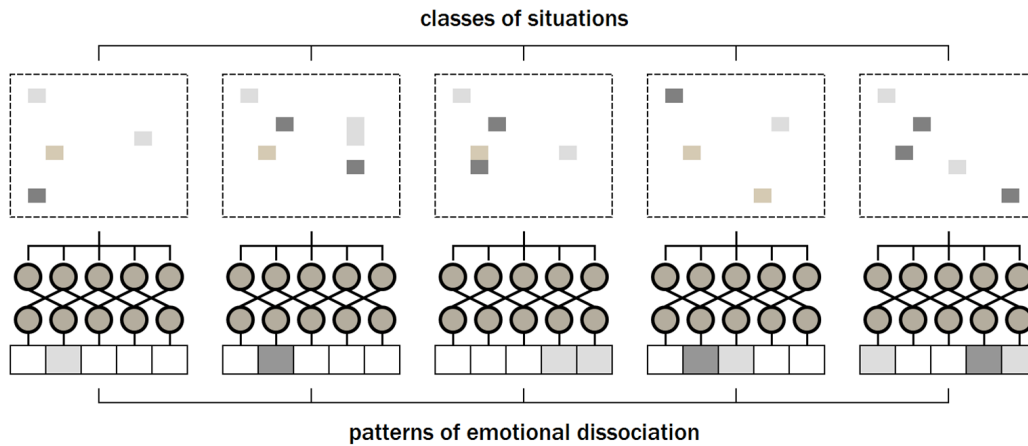 classes of situations
patterns of emotional dissociation